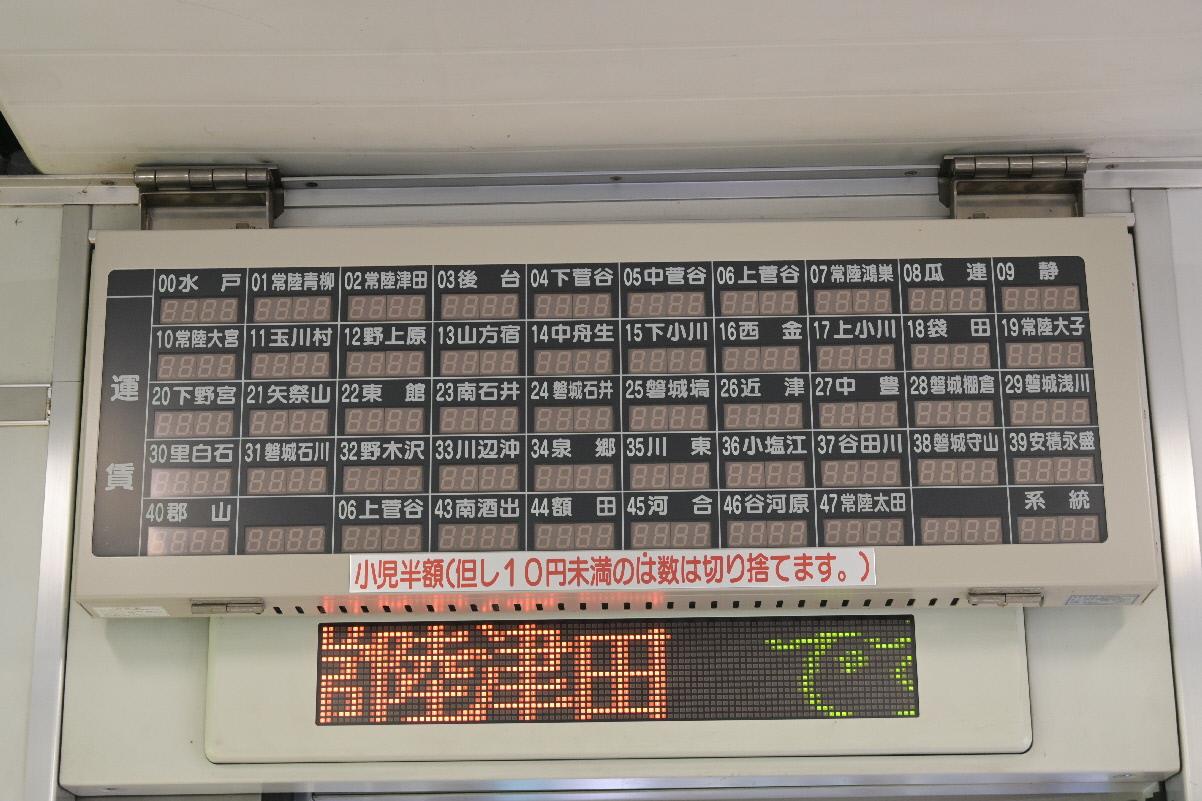 運賃
00水戸 01常陸青柳 02常陸津田 03後台 04下菅谷 05中菅谷 06上菅谷 07常陸鴻巣 08瓜連 09静
10常陸大宮 11玉川村 12野上原 13山方宿 14中舟生 15下小川 16西金 17上小川 18袋田 19常陸大子
20下野宮 21矢祭山 22東館 23南石井 24磐城石井 25磐城塙 26近津 27中豊 28磐城棚倉 29磐城浅川
30里白石 31磐城石川 32野木沢 33川辺沖 34泉郷 35川東 36小塩江 37谷田川 38磐城守山 39安積永盛
40郡山 06上菅谷 43南酒出 44額田 45河合 46谷河原 47常陸太田 系統
小児半額(但し１０円未満のは数は切り捨てます。)
陸津田 で